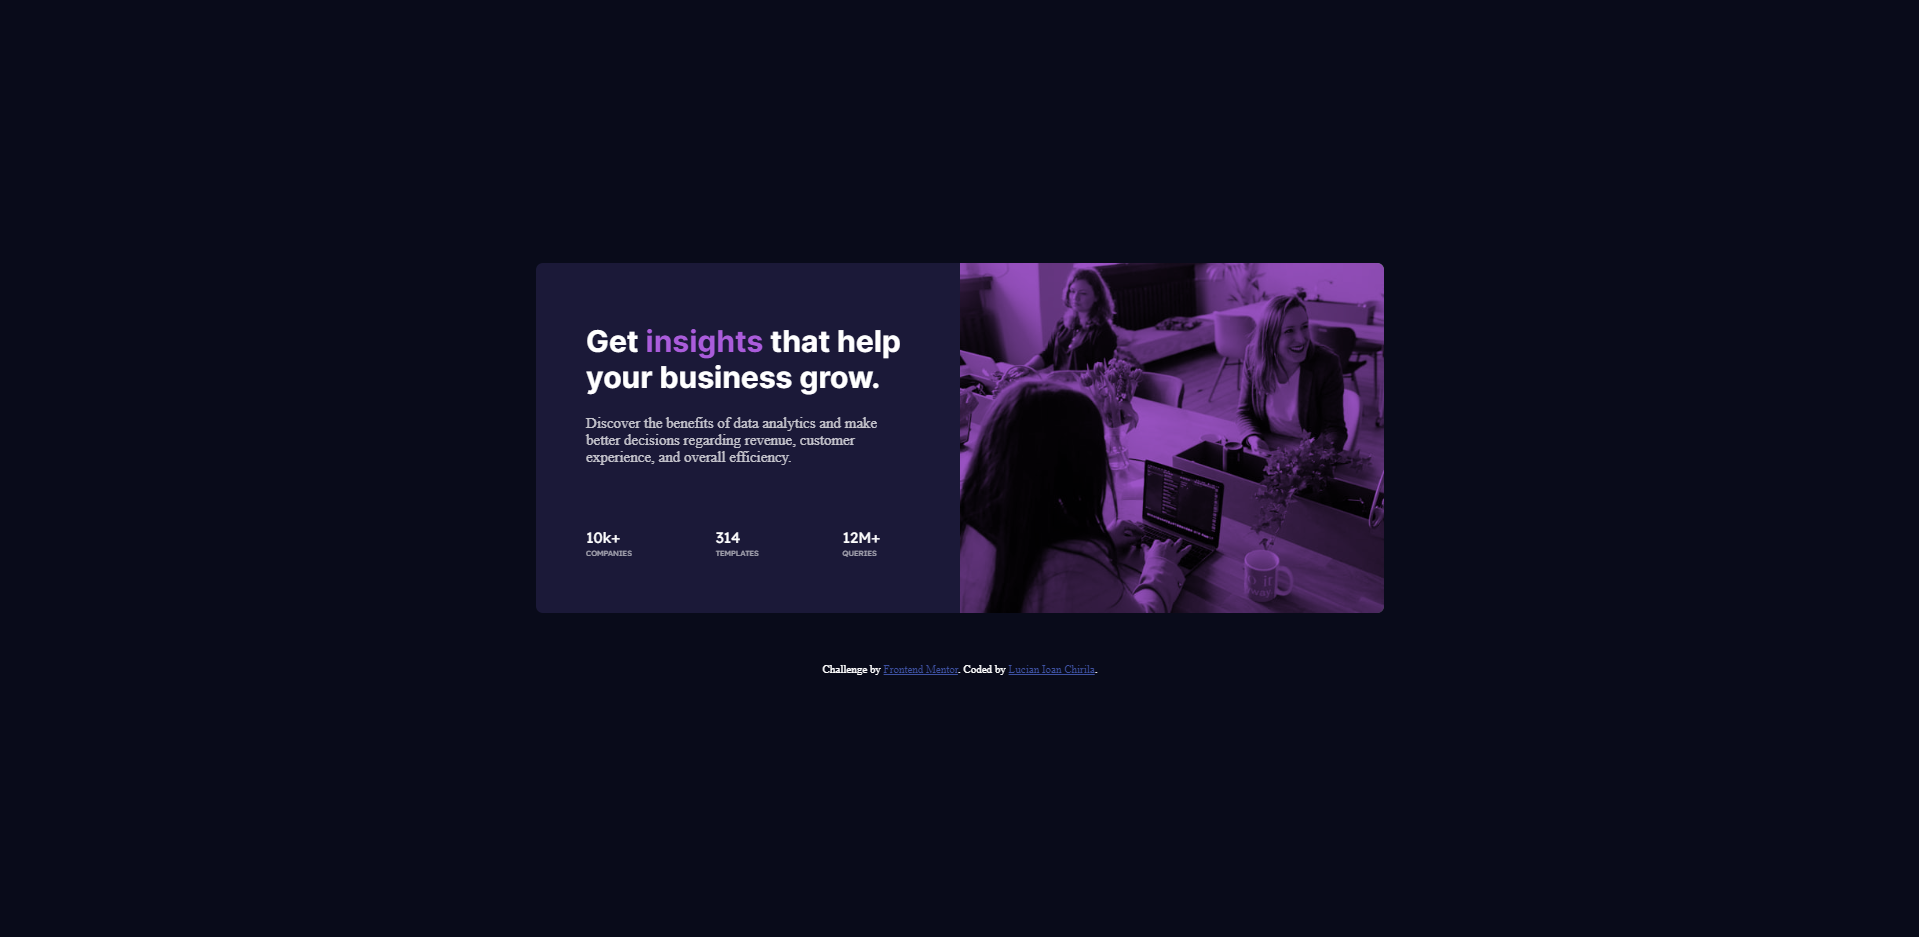 Get insights that help
your business grow.
Discover the benefits of data analytics and make
better decisions regarding revenue, customer
experience, and overall efficiency.
10k+ 314 12M+
COMPANIES TEMPLATES QUERIES
Challenge by Frontend Mentor. Coded by Lucian Ioan Chirila.